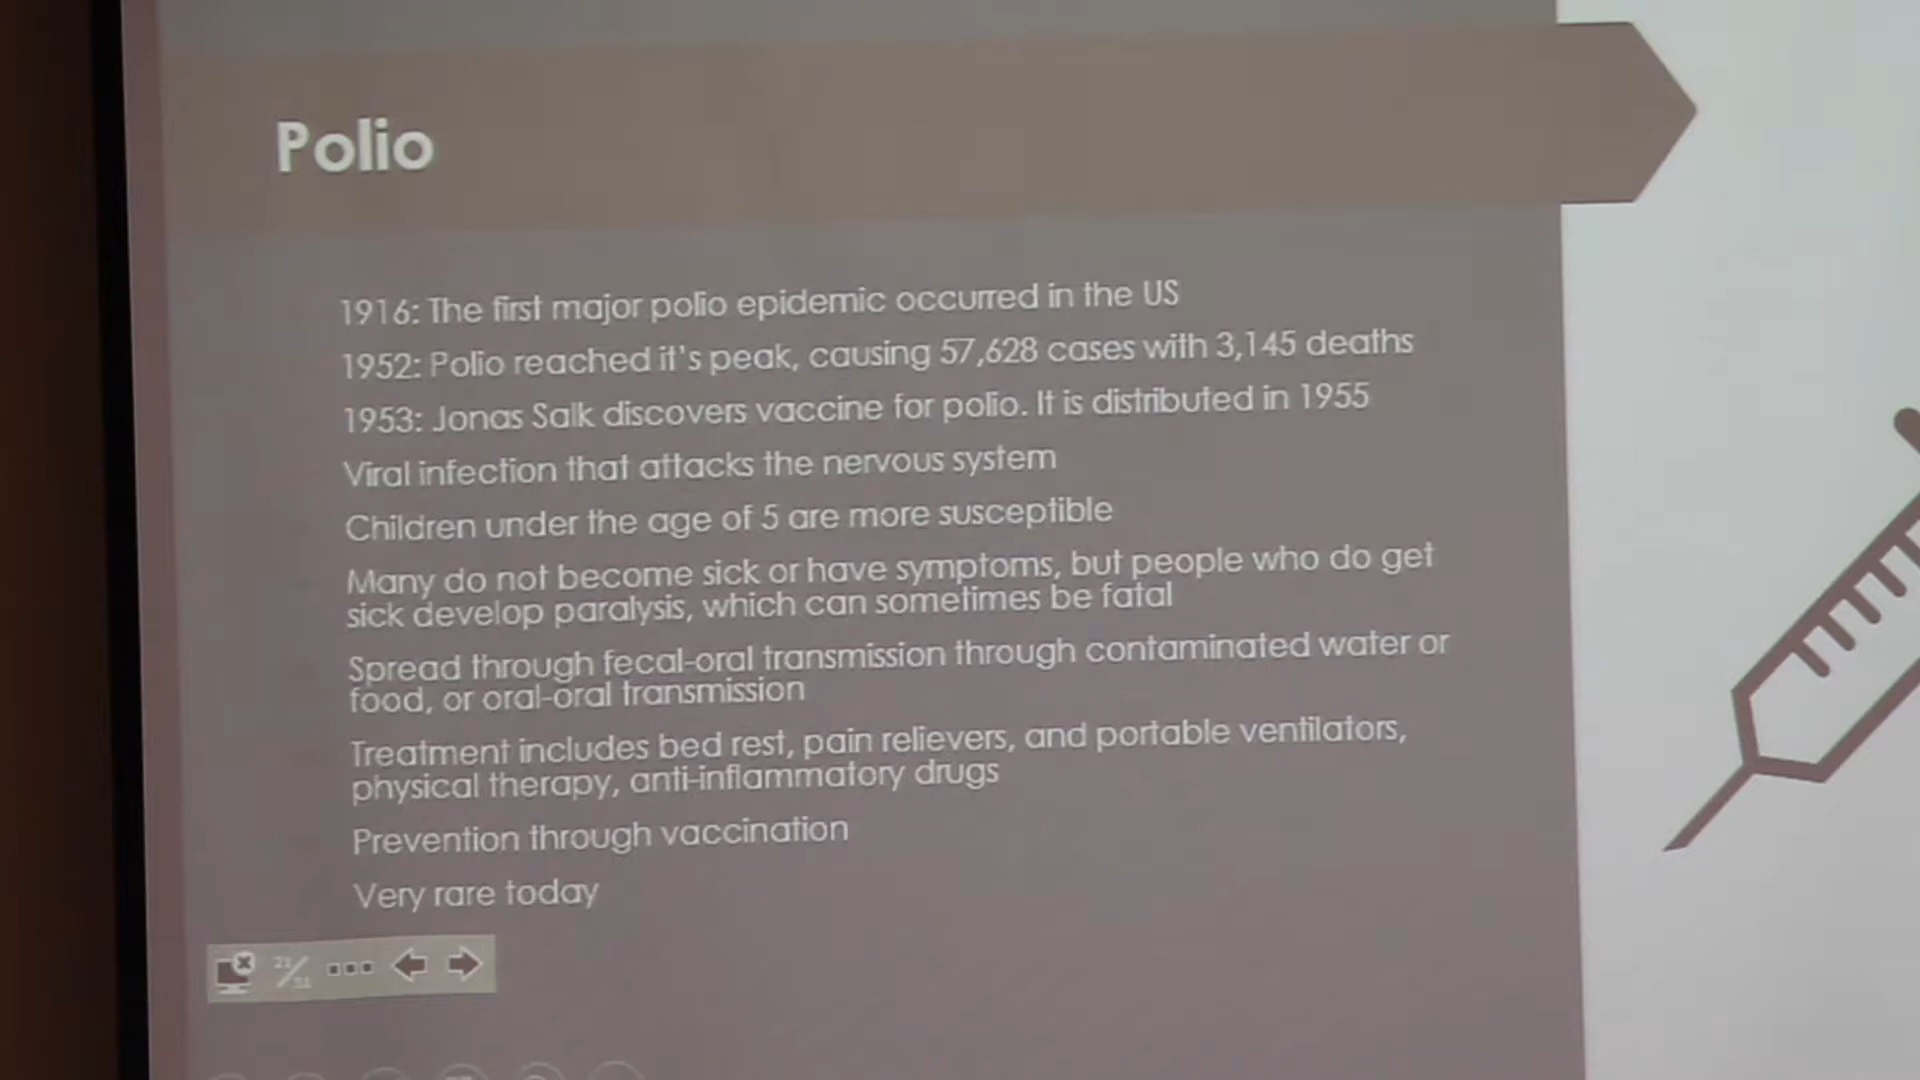 Polio
1916: The first major polio epidemic occurred in the US
1952: Polio reached it's peak, causing 57,628 cases with 3,145 deaths
1953: Jonas Salk discovers vaccine for polio. It is distributed in 1955
Viral infection that attacks the nervous system
Children under the age of 5 are more susceptible
Many do not become sick or have symptoms, but people who do get
sick develop paralysis, which can sometimes be fatal
Spread through fecal-oral transmission through contaminated water or
food, or oral-oral transmission
Treatment includes bed rest, pain relievers, and portable ventilators,
physical therapy, anti-inflammatory drugs
Prevention through vaccination
Very rare today